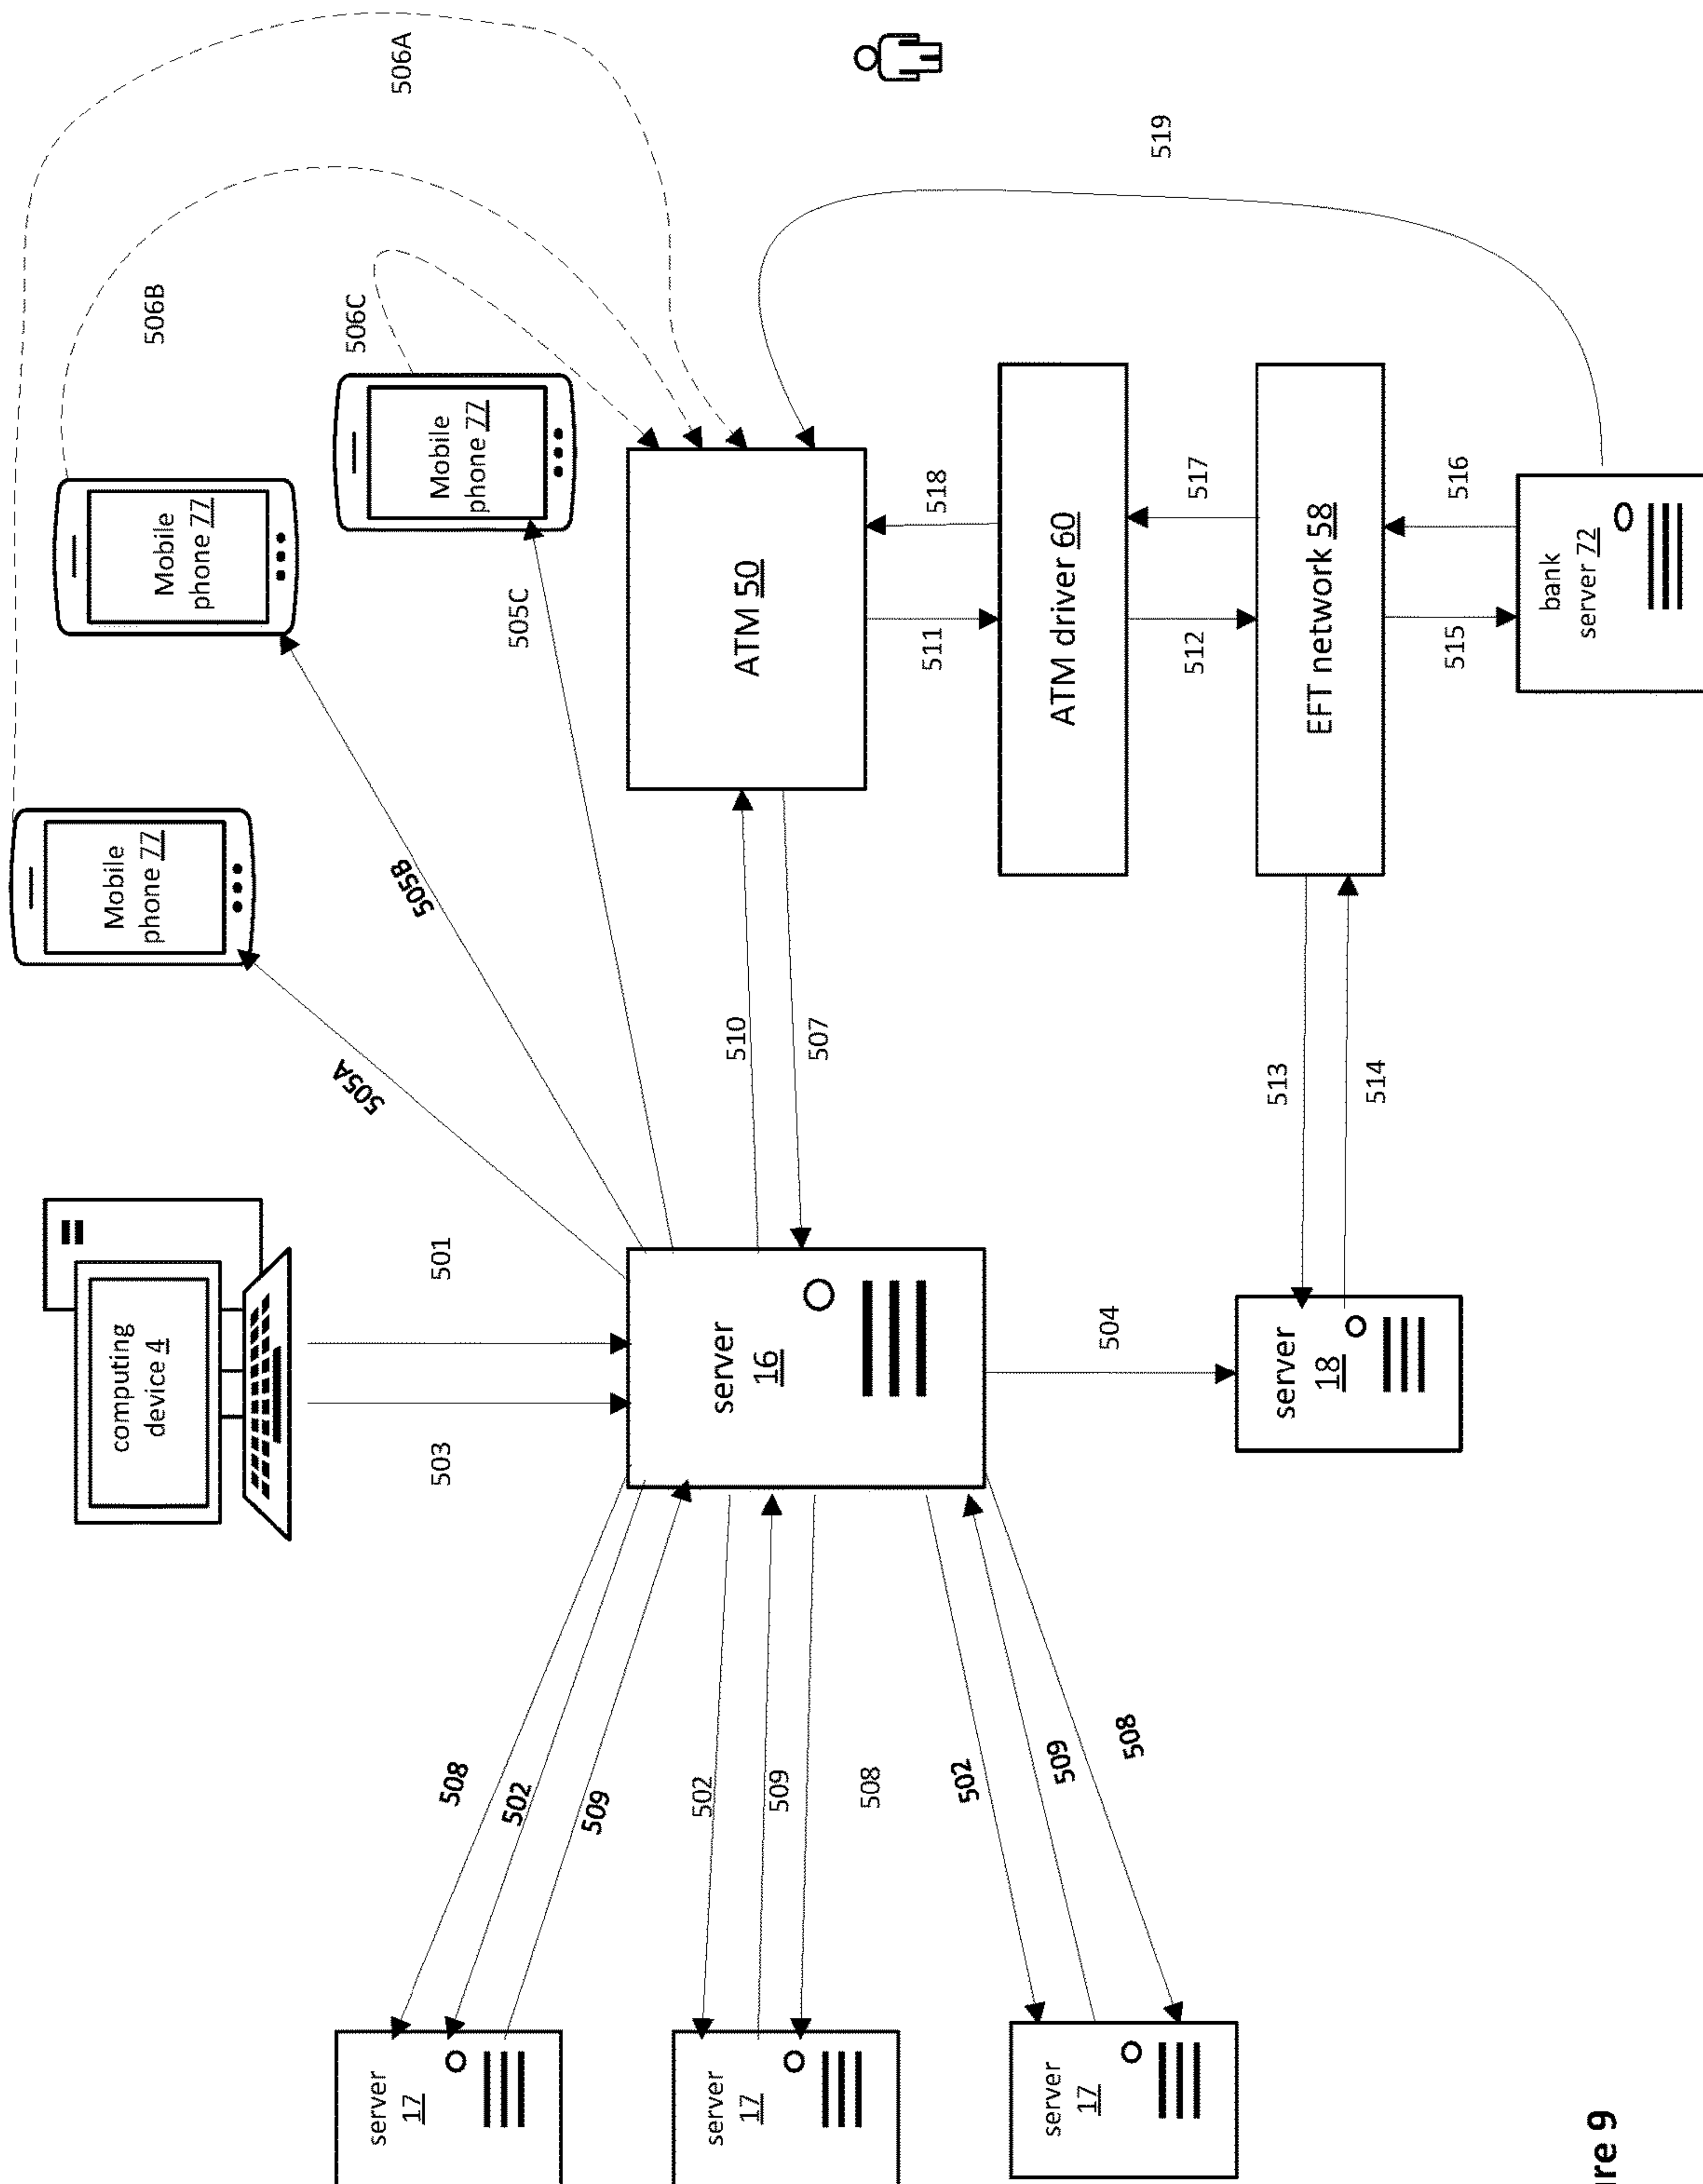 computing
device 4
Mobile
phone 77
Mobile
phone 77
506B
506C
505A
server
17
506A
505B
508
503
501
Mobile
phone 77
502
505C
509
502
server
17
server
16
510
ATM 50
509
507
508
511
518
502
server
17
509
ATM driver 60
504
508
519
512
517
513
server
18
EFT network 58
514
515
516
bank
server 72
re 9